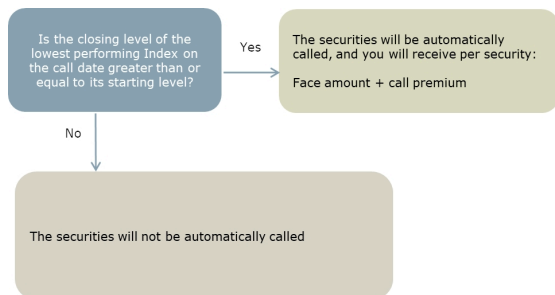 Is the closing level of the
lowest performing Index on
the call date greater than or
equal to its starting level?
Yes
The securities will be automatically
called, and you will receive per security:
Face amount + call premium
No
The securities will not be automatically called